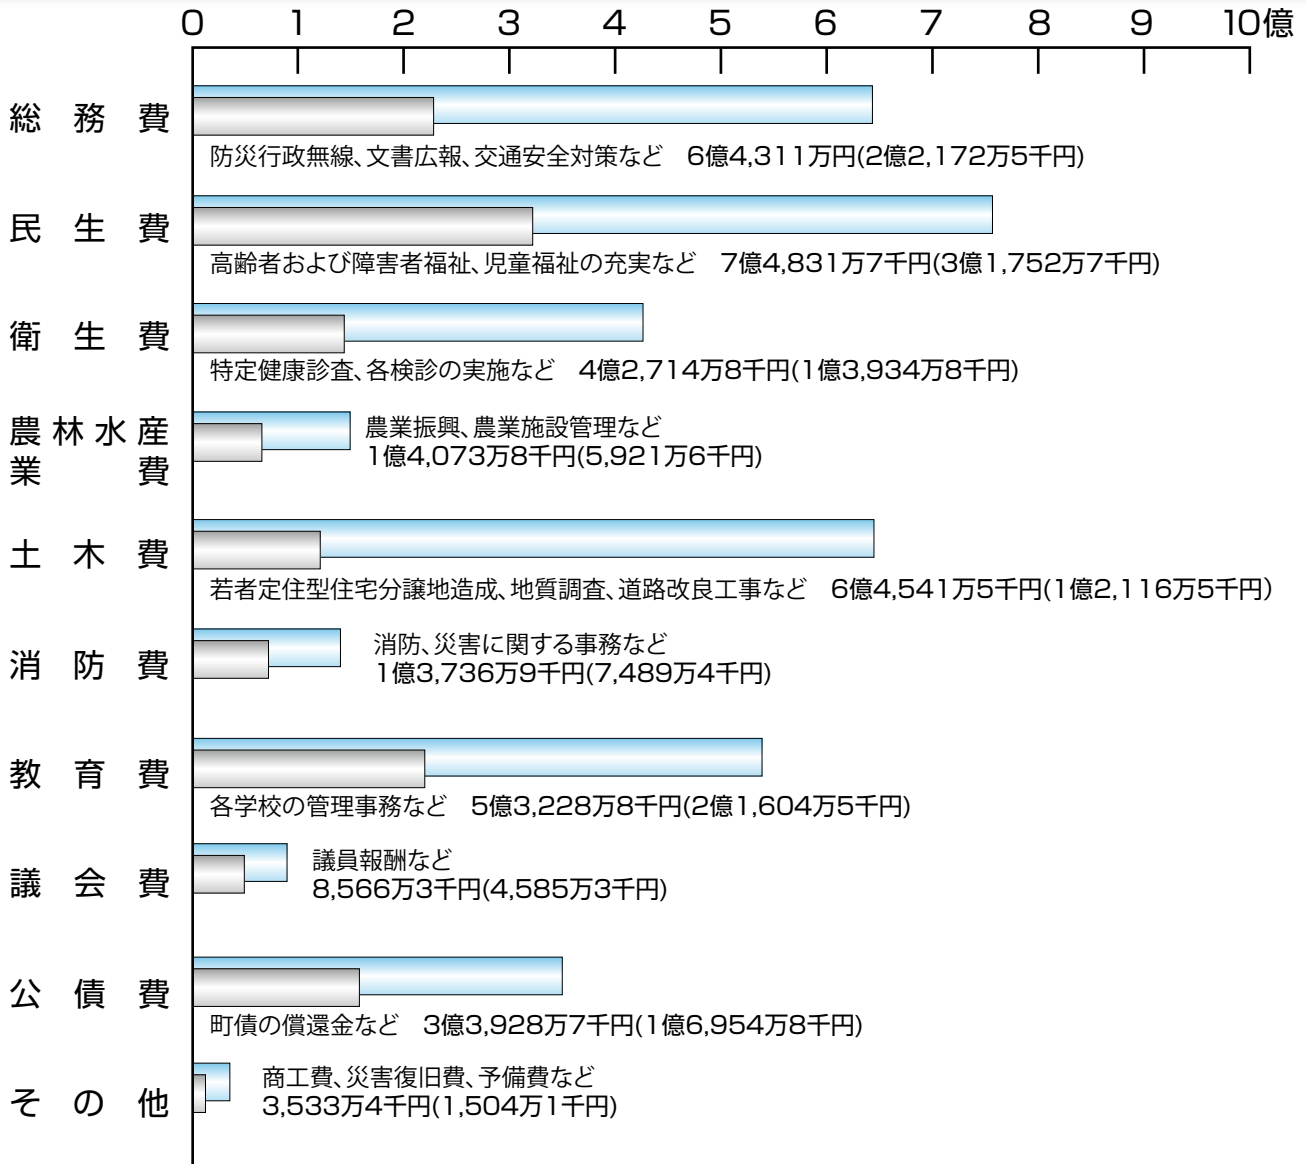 0 1 2 3 4 5 6 7 8 9 10億
総務費
防災行政無線、文書広報、交通安全対策など 6億4,311万円(2億2,172万5千円)
民生費
高齢者および障害者福祉、児童福祉の充実など 7億4,831万7千円(3億1,752万7千円)
衛生費
特定健康診査、各検診の実施など 4億2,714万8千円(1億3,934万8千円)
農林水産
業費
農業振興、農業施設管理など
1億4,073万8千円(5,921万6千円)
土木費
若者定住型住宅分譲地造成、地質調査、道路改良工事など 6億4,541万5千円(1億2,116万5千円)
消防費
消防、災害に関する事務など
1億3,736万9千円(7,489万4千円)
教育費
各学校の管理事務など 5億3,228万8千円(2億1,604万5千円)
議会費
議員報酬など
8,566万3千円(4,585万3千円)
公債費
町債の償還金など 3億3,928万7千円(1億6,954万8千円)
その他
商工費、災害復旧費、予備費など
3,533万4千円(1,504万1千円)